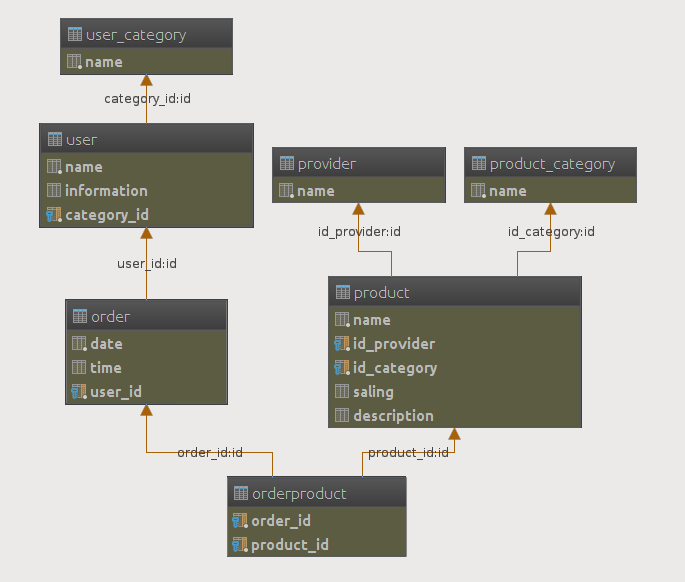 user_category
name
category_id:id
user
name
information
category_id
provider
name
product_category
name
id_provider:id
id_category:id
user_id:id
order
date
time
user_id
product
name
id_provider
id_category
saling
description
order_id:id
product_id:id
orderproduct
order_id
product_id